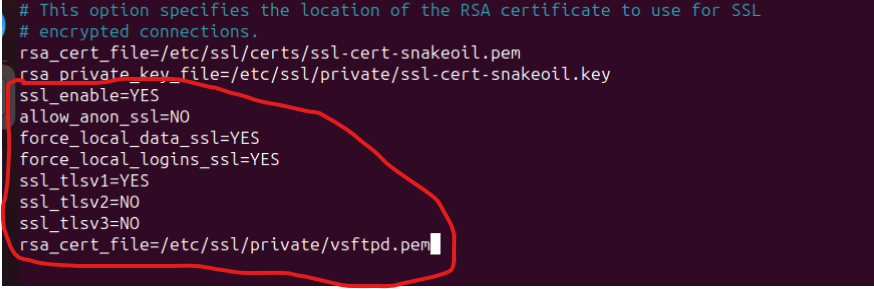 # This option specifies the location of the RSA certificate to use for SSL
# encrypted connections.
rsa_cert_file=/etc/ssl/certs/ssl-cert-snakeoil.pem
rsa_private_key_file=/etc/ssl/private/ssl-cert-snakeoil.key
ssl_enable=YES
allow_anon_ssl=NO
force_local_data_ssl=YES
force_local_logins_ssl=YES
ssl_tlsv1=YES
ssl_tlsv2=NO
ssl_tlsv3=NO
rsa_cert_file=/etc/ssl/private/vsftpd.pem